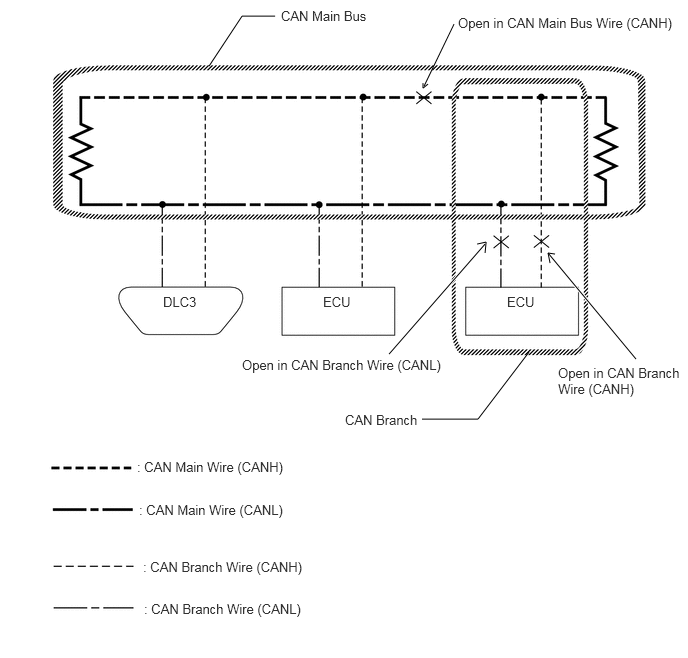 CAN Main Bus
Open in CAN Main Bus Wire (CANH)
DLC3
ECU
ECU
Open in CAN Branch Wire (CANL)
Open in CAN Branch
Wire (CANH)
CAN Branch
: CAN Main Wire (CANH)
: CAN Main Wire (CANL)
: CAN Branch Wire (CANH)
: CAN Branch Wire (CANL)